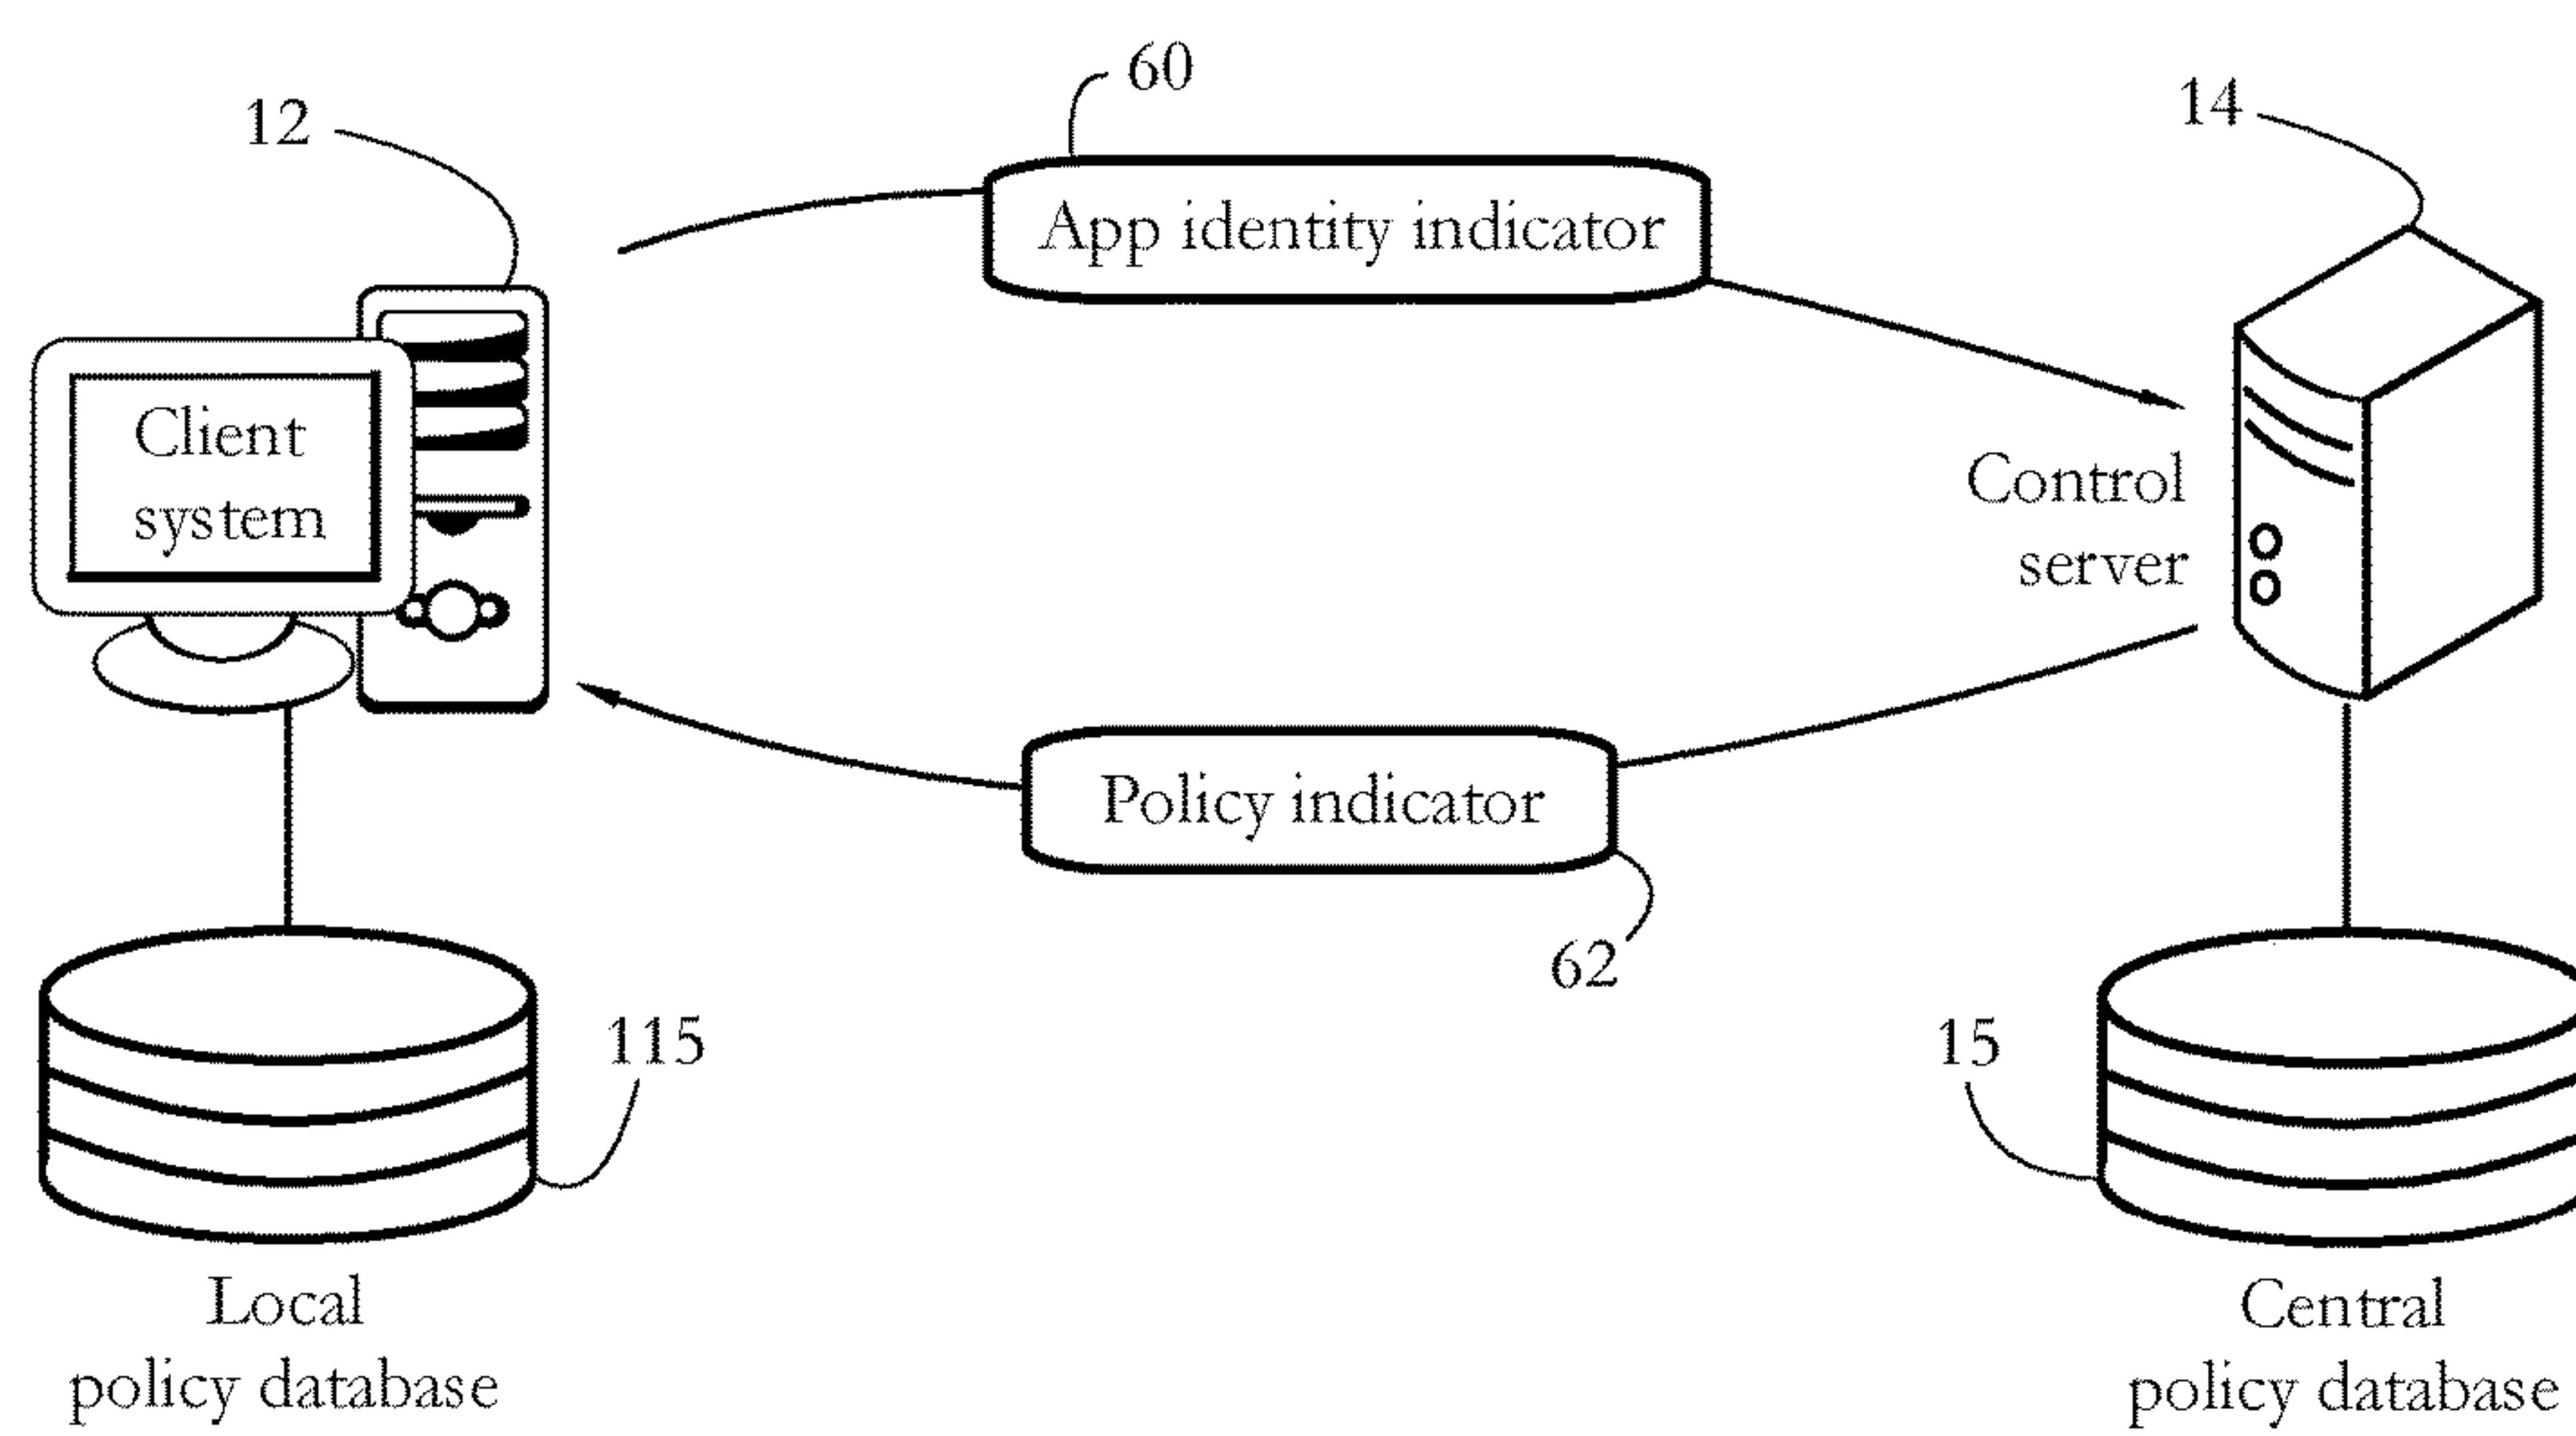 60
14
12
App identity indicator
Client
system
Control
server
Policy indicator
62
115
15
Local
policy database
Central
policy database